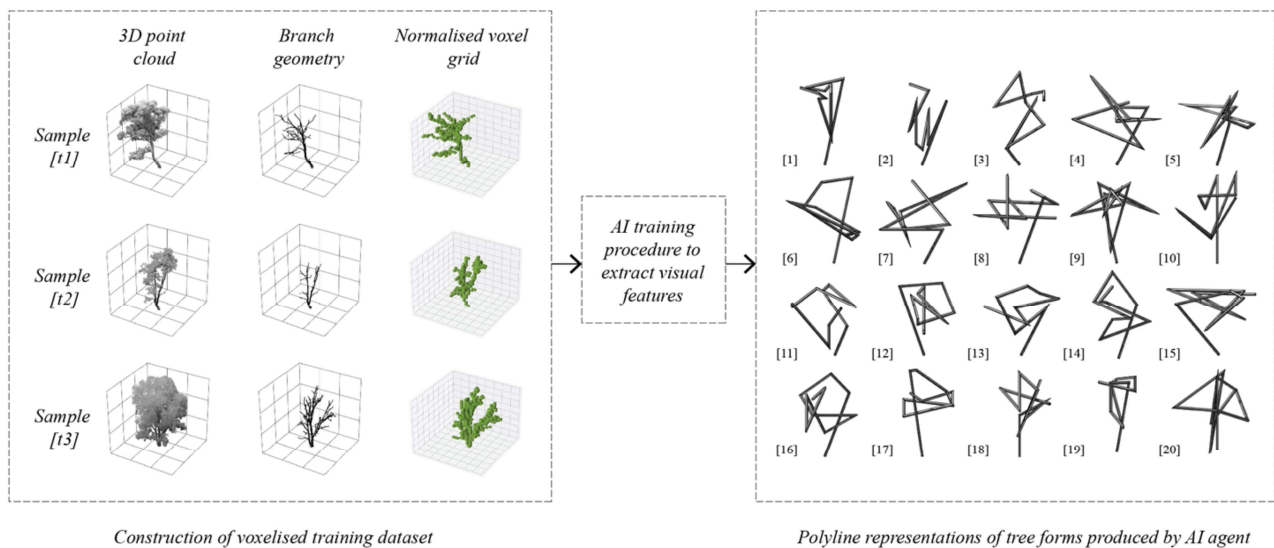 3D point
cloud
Branch
geometry
Normalised voxel
grid
Sample
[t1]
Sample
[t2]
Sample
[t3]
AI training
procedure to
extract visual
features
[1]
[2]
[3]
[4]
[5]
[6]
[7]
[8]
[9]
[10]
[11]
[12]
[13]
[14]
[15]
[16]
[17]
[18]
[19]
[20]
Construction of voxelised training dataset
Polyline representations of tree forms produced by AI agent